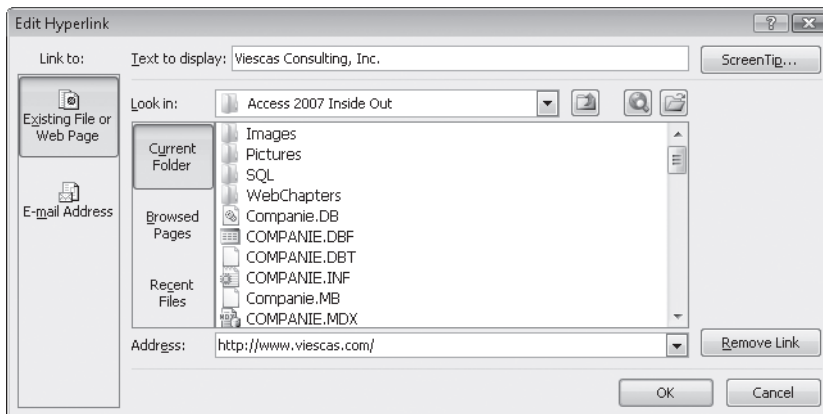 Edit Hyperlink
Link to:
Text to display: Viescas Consulting, Inc.
ScreenTip...
Existing File or
Web Page
E-mail Address
Look in: Access 2007 Inside Out
Current
Folder
Browsed
Pages
Recent
Files
Images
Pictures
SQL
WebChapters
Companie.DB
COMPANIE.DBF
COMPANIE.DBT
COMPANIE.INF
Companie.MB
COMPANIE.MDX
Address: http://www.viescas.com/
Remove Link
OK
Cancel